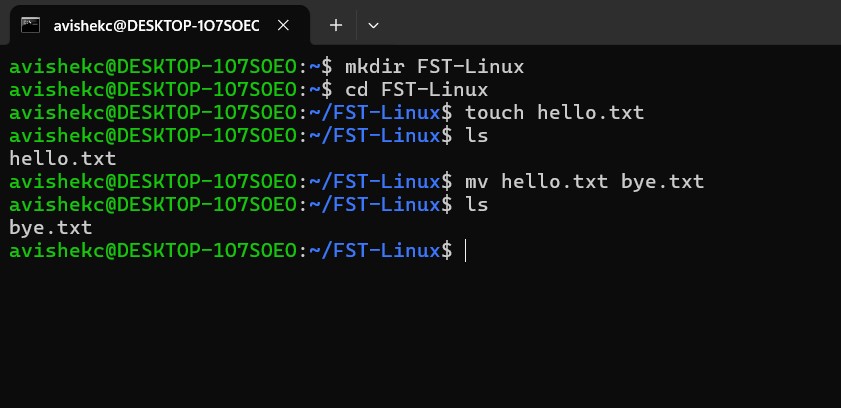 avishekc@DESKTOP-1O7SOEC
avishekc@DESKTOP-1O7SOEO:~$ mkdir FST-Linux
avishekc@DESKTOP-1O7SOEO:~$ cd FST-Linux
avishekc@DESKTOP-1O7SOEO:~/FST-Linux$ touch hello.txt
avishekc@DESKTOP-1O7SOEO:~/FST-Linux$ ls
hello.txt
avishekc@DESKTOP-1O7SOEO:~/FST-Linux$ mv hello.txt bye.txt
avishekc@DESKTOP-1O7SOEO:~/FST-Linux$ ls
bye.txt
avishekc@DESKTOP-1O7SOEO:~/FST-Linux$